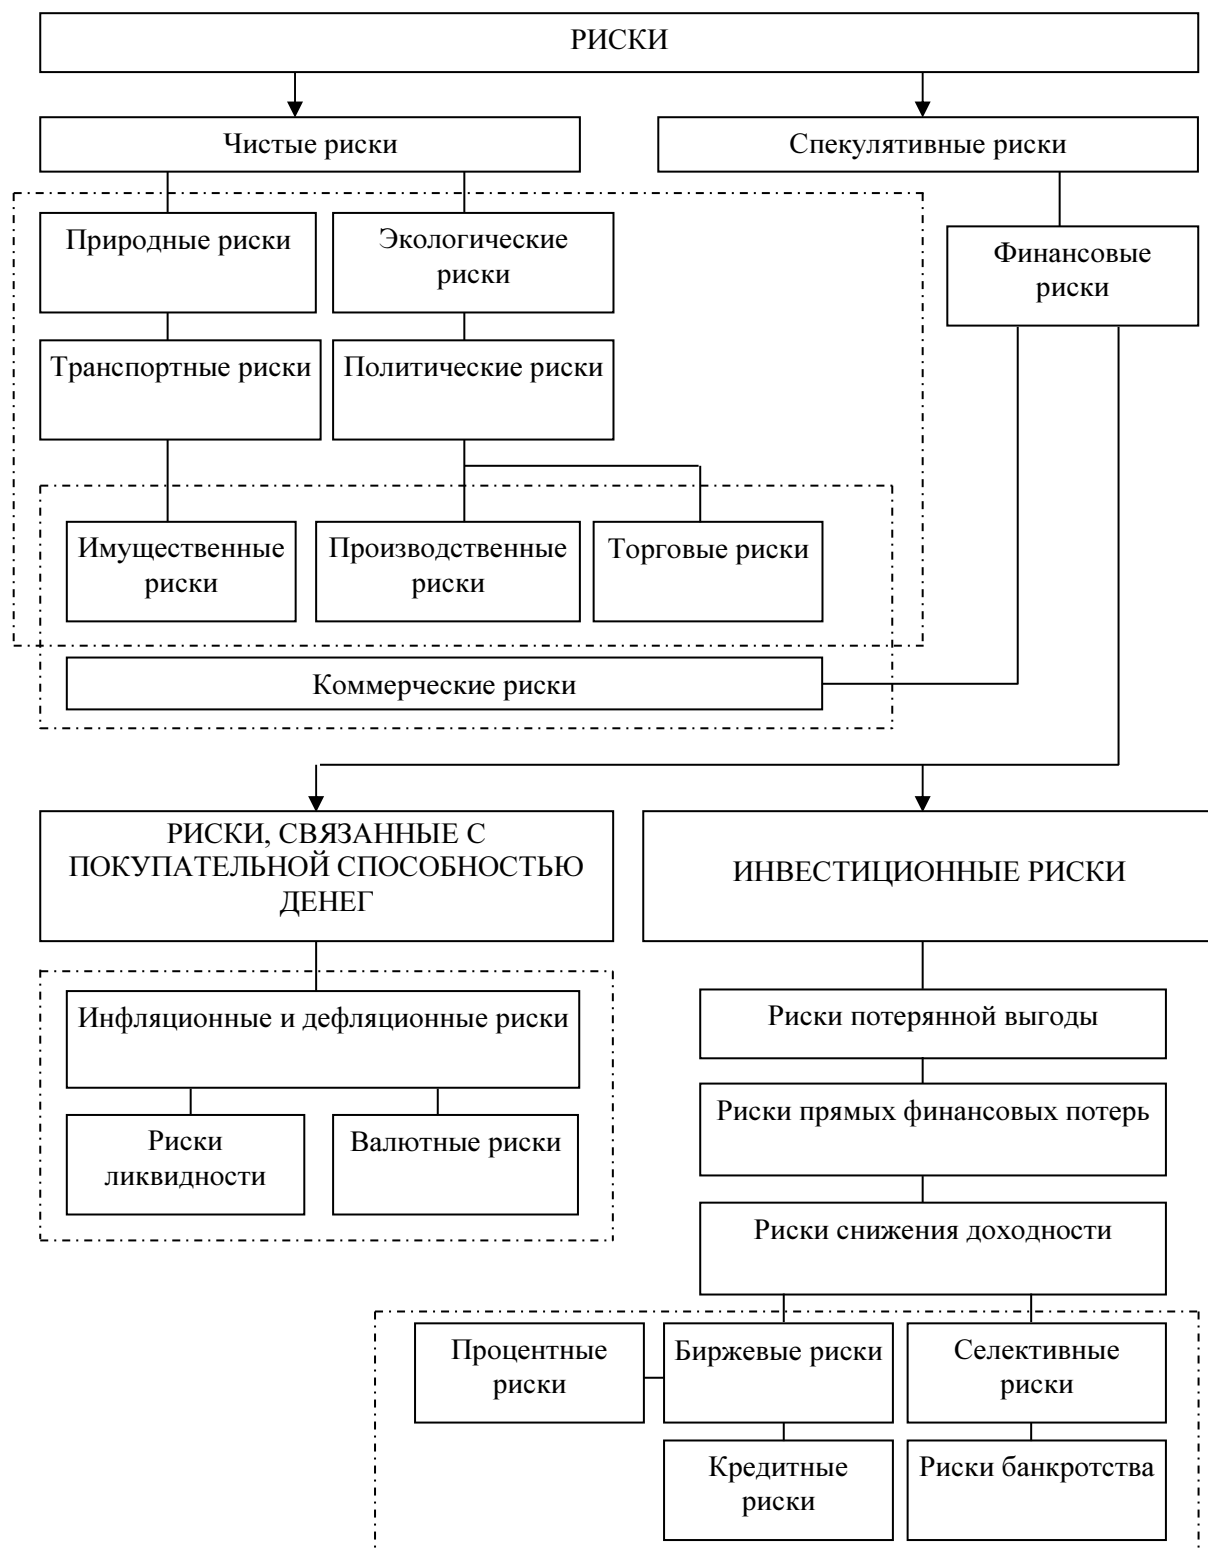 РИСКИ
Чистые риски
Спекулятивные риски
Природные риски
Экологические
риски
Финансовые
риски
Транспортные риски
Политические риски
Имущественные
риски
Производственные
риски
Торговые риски
Коммерческие риски
РИСКИ, СВЯЗАННЫЕ С
ПОКУПАТЕЛЬНОЙ СПОСОБНОСТЬЮ
ДЕНЕГ
ИНВЕСТИЦИОННЫЕ РИСКИ
Инфляционные и дефляционные риски
Риски
ликвидности
Валютные риски
Риски потерянной выгоды
Риски прямых финансовых потерь
Риски снижения доходности
Процентные
риски
Биржевые риски
Селективные
риски
Кредитные
риски
Риски банкротства